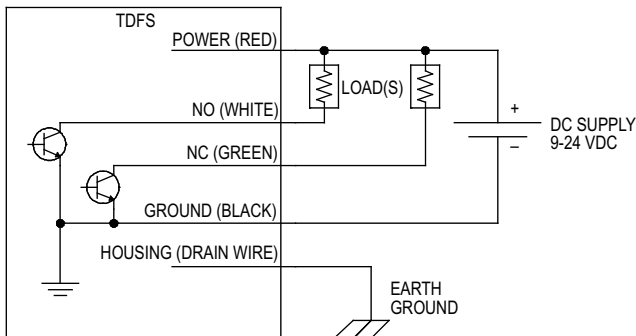 TDFS
POWER (RED)
LOAD(S)
NO (WHITE)
+
DC SUPPLY
9-24 VDC
–
NC (GREEN)
GROUND (BLACK)
HOUSING (DRAIN WIRE)
EARTH
GROUND